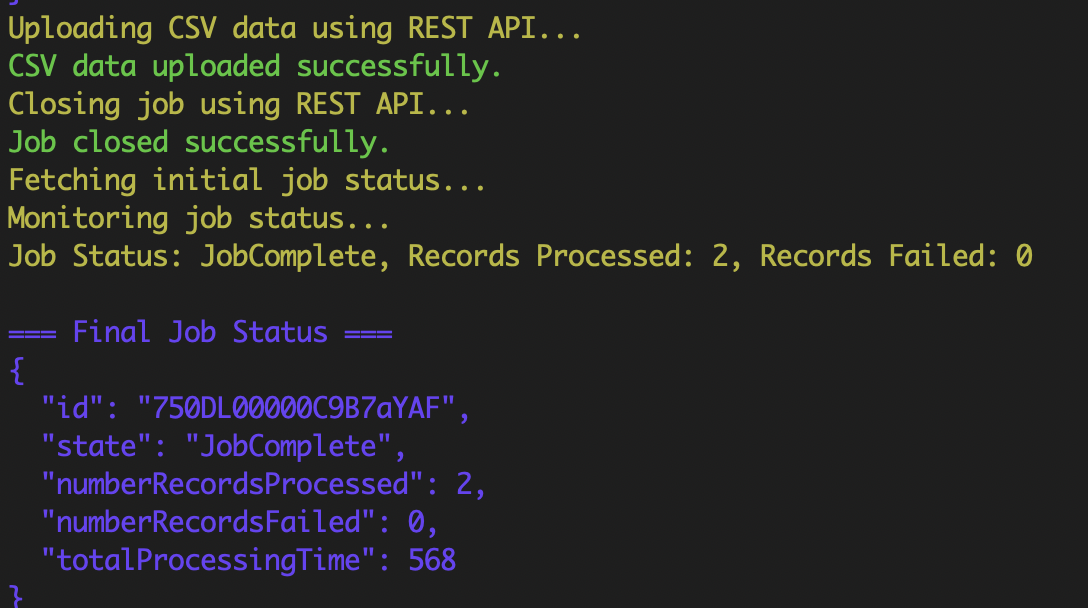 }
Uploading CSV data using REST API...
CSV data uploaded successfully.
Closing job using REST API...
Job closed successfully.
Fetching initial job status...
Monitoring job status...
Job Status: JobComplete, Records Processed: 2, Records Failed: 0
=== Final Job Status ===
{
  "id": "750DL00000C9B7aYAF",
  "state": "JobComplete",
  "numberRecordsProcessed": 2,
  "numberRecordsFailed": 0,
  "totalProcessingTime": 568
}